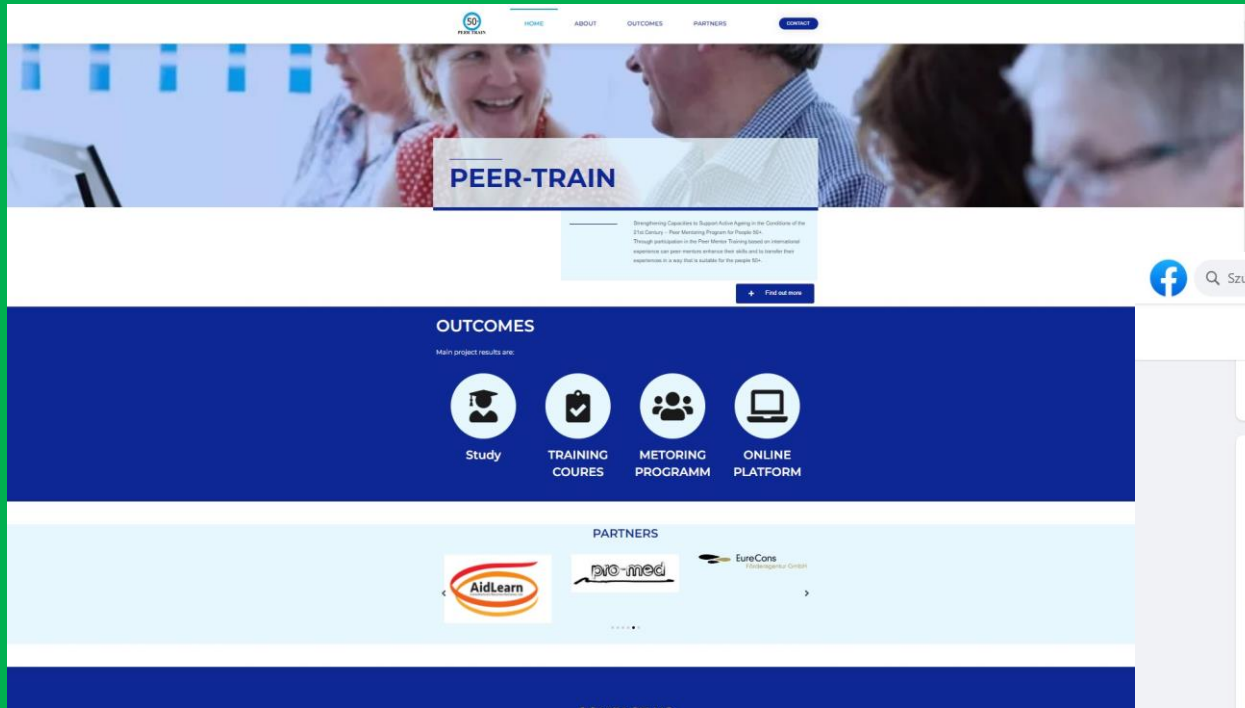 50+
PEER TRAIN
HOME
ABOUT
OUTCOMES
PARTNERS
CONTACT
PEER-TRAIN
Strengthening Capacities to Support Active Ageing in the Conditions of the
21st Century – Peer Mentoring Program for People 50+.
Through participation in the Peer Mentor Training based on international
experience can peer-mentors enhance their skills and to transfer their
experiences in a way that is suitable for the people 50+.
+ Find out more
Szu
OUTCOMES
Main project results are:
Study
TRAINING
COURES
METORING
PROGRAMM
ONLINE
PLATFORM
PARTNERS
AidLearn
pro-med
EureCons
Förderagentur GmbH